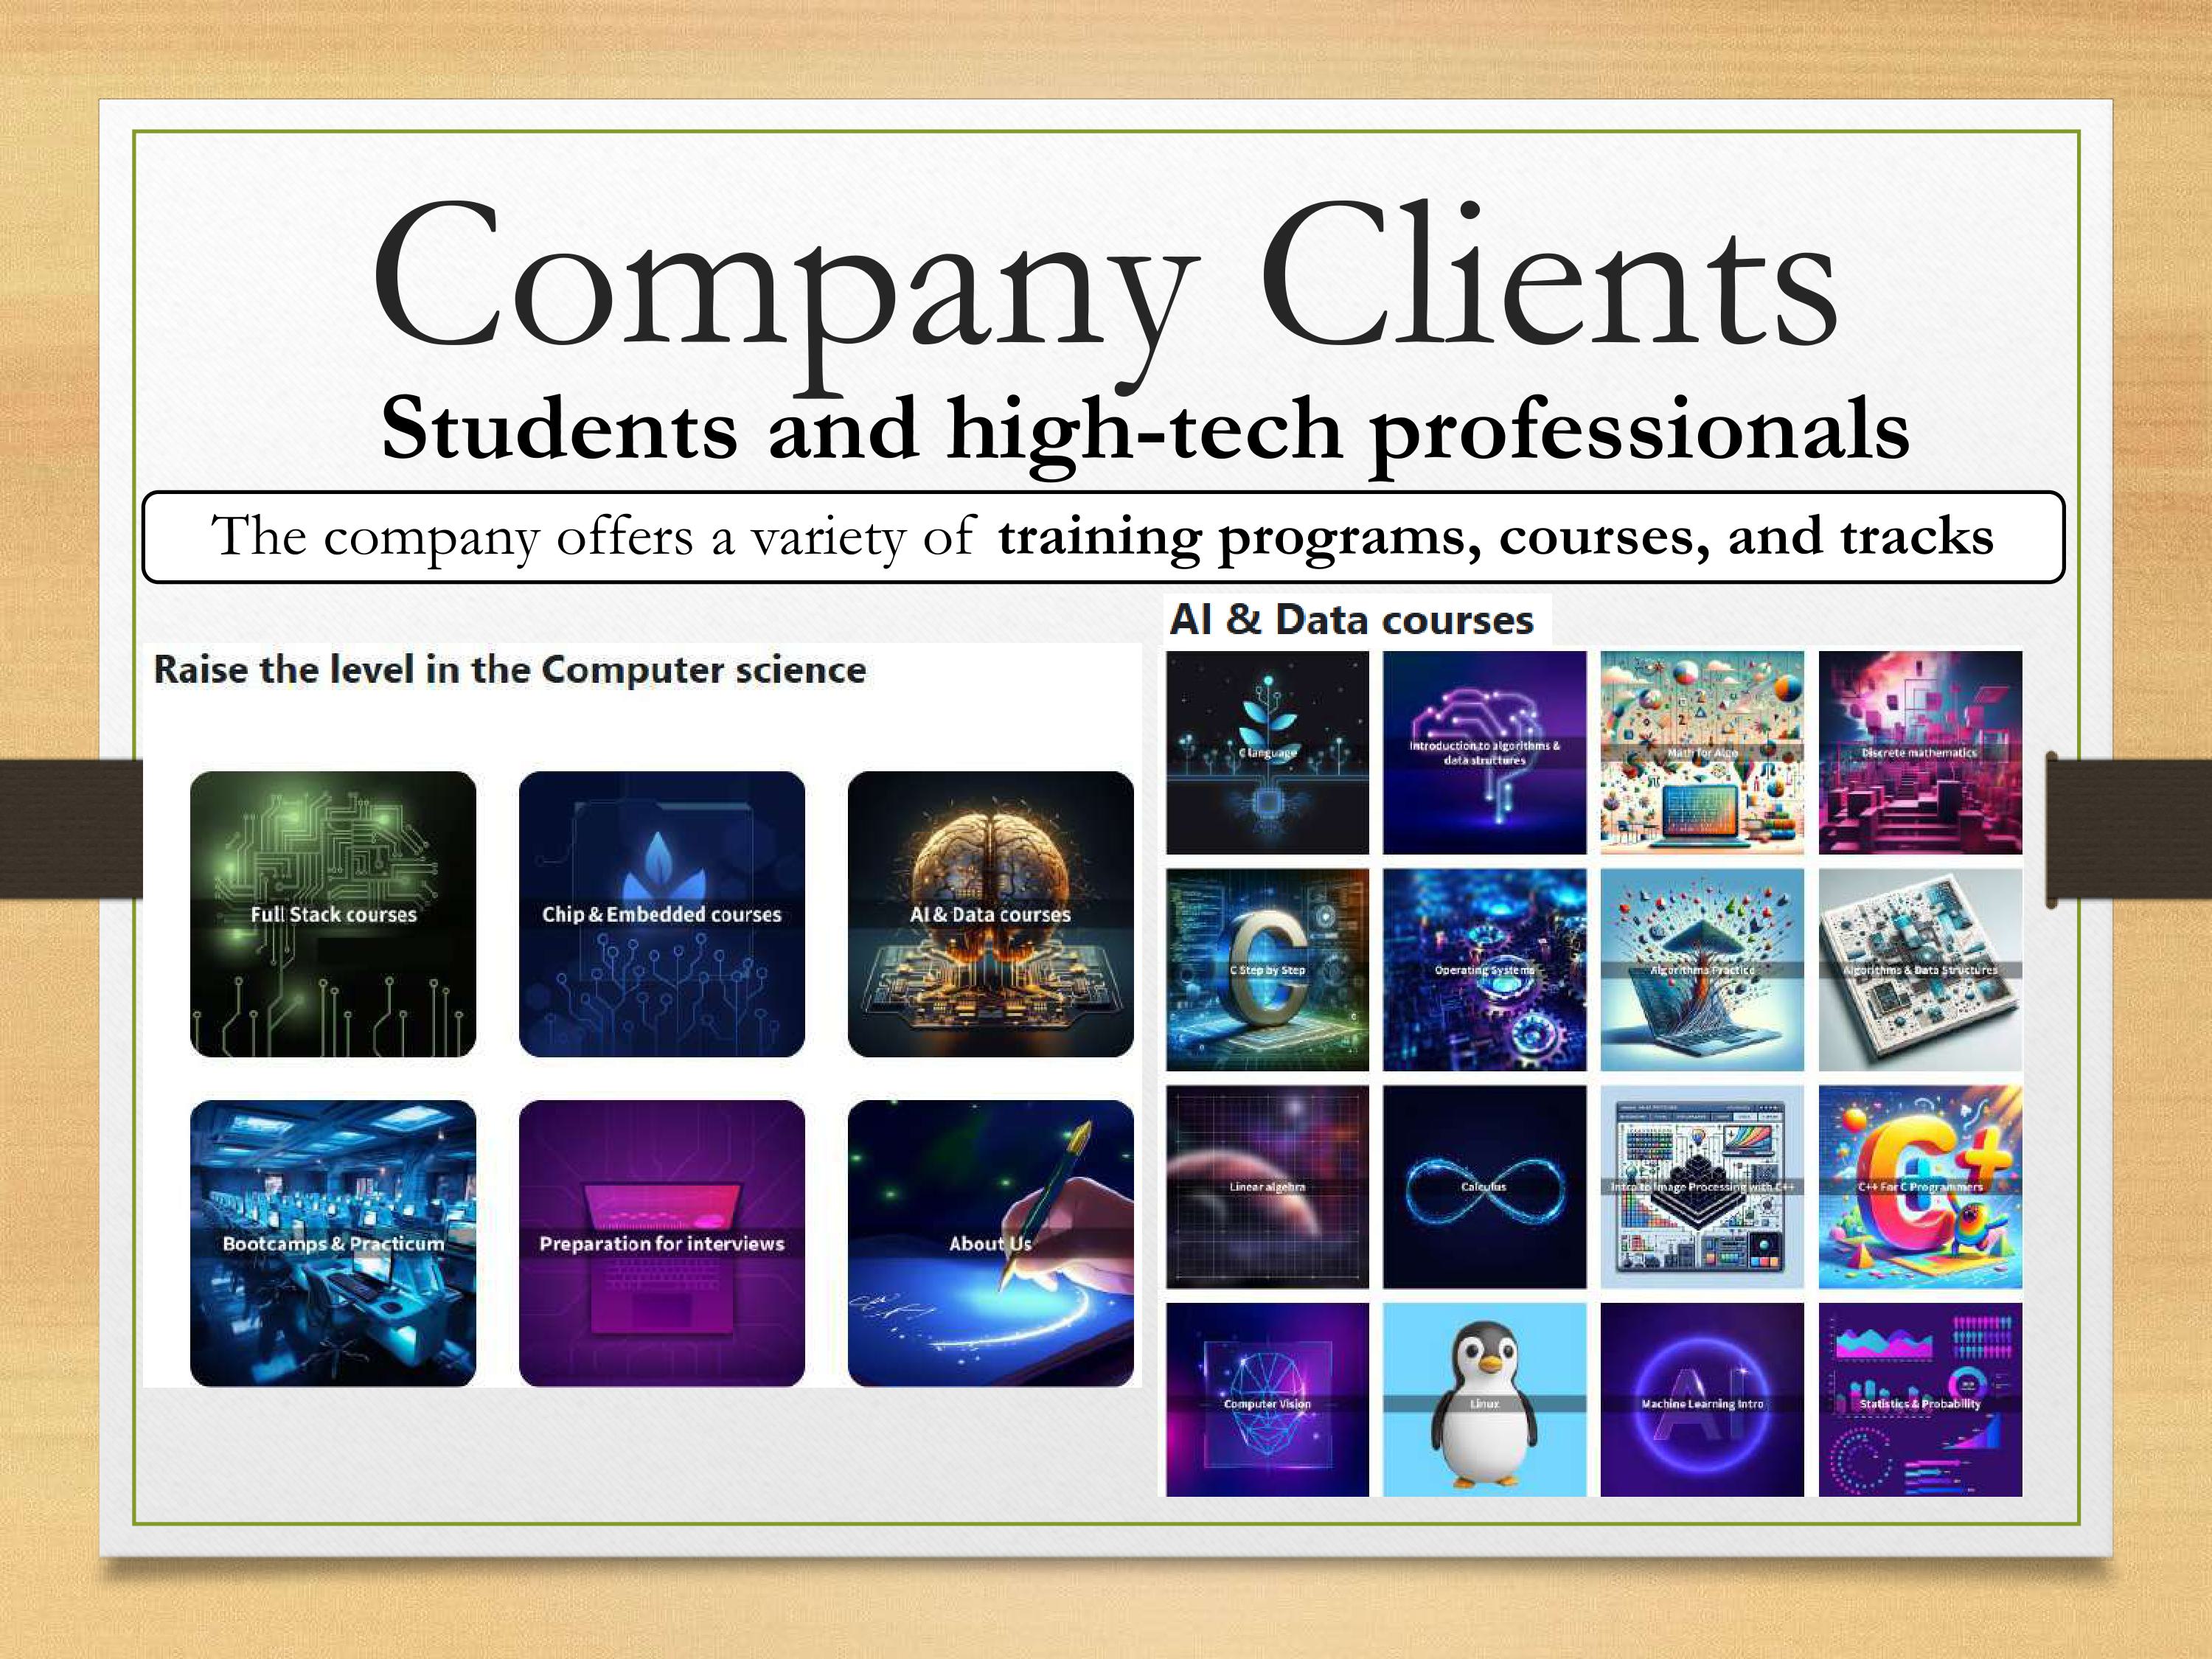 Company Clients
Students and high-tech professionals
The company offers a variety of training programs, courses, and tracks
Raise the level in the Computer science
Full Stack courses
Chip & Embedded courses
AI & Data courses
Bootcamps & Practicum
Preparation for interviews
About Us
AI & Data courses
C language
Introduction to algorithms &
data structures
Math for Algo
Discrete mathematics
C Step by Step
Operating Systems
Algorithms Practice
Algorithms & Data Structures
Linear algebra
Calculus
Intro to Image Processing with C++
C++ For C Programmers
Computer Vision
Linux
Machine Learning Intro
Statistics & Probability